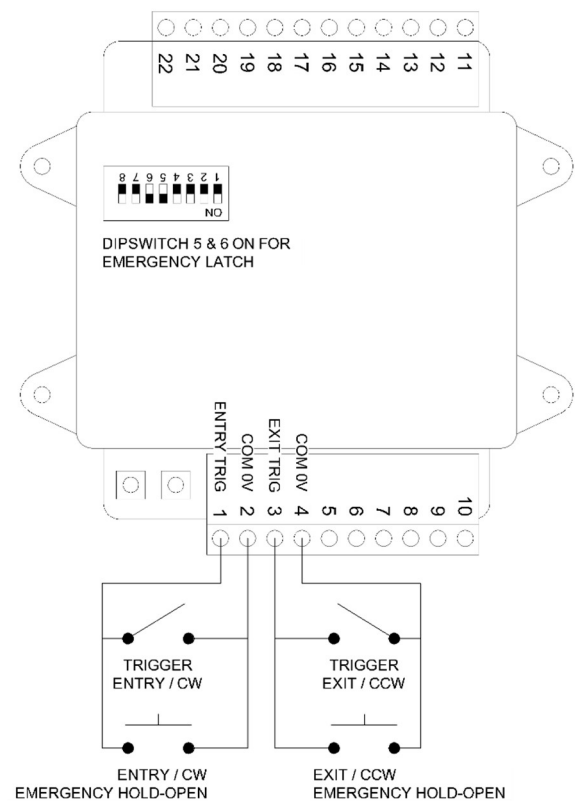 22 21 20 19 18 17 16 15 14 13 12 11
8 7 6 5 4 3 2 1
ON
DIPSWITCH 5 & 6 ON FOR
EMERGENCY LATCH
ENTRY TRIG
COM 0V
EXIT TRIG
COM 0V
1 2 3 4 5 6 7 8 9 10
TRIGGER
ENTRY / CW
TRIGGER
EXIT / CCW
ENTRY / CW
EMERGENCY HOLD-OPEN
EXIT / CCW
EMERGENCY HOLD-OPEN